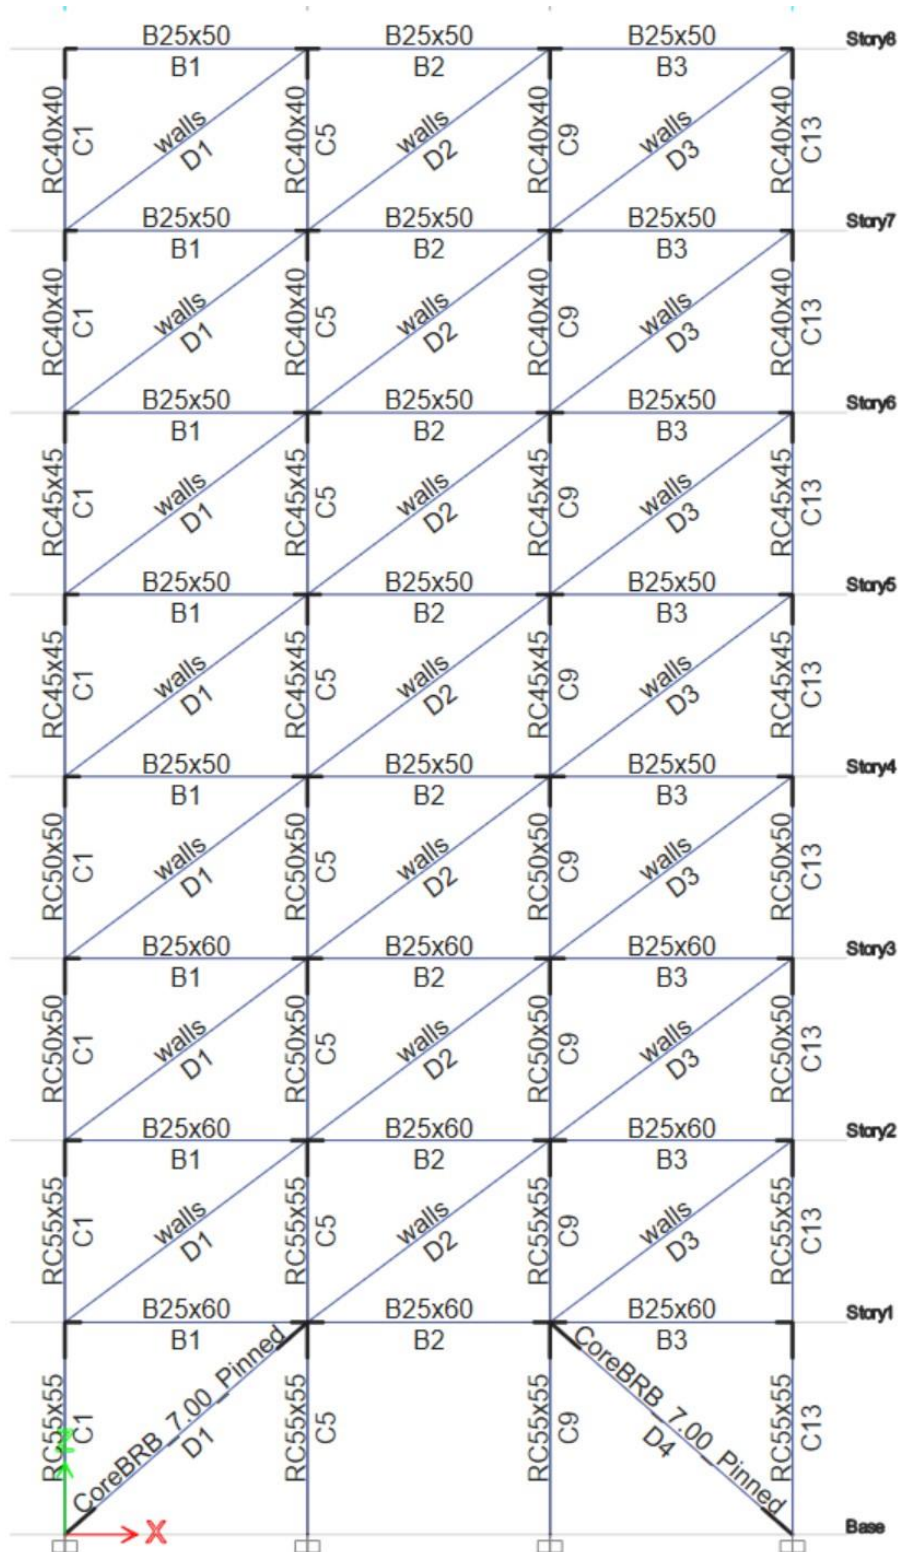 B25x50 B25x50 B25x50 Story8
B1 B2 B3
RC40x40 C1 walls D1 RC40x40 C5 walls D2 RC40x40 C9 walls D3 RC40x40 C13
B25x50 B25x50 B25x50 Story7
B1 B2 B3
RC40x40 C1 walls D1 RC40x40 C5 walls D2 RC40x40 C9 walls D3 RC40x40 C13
B25x50 B25x50 B25x50 Story6
B1 B2 B3
RC45x45 C1 walls D1 RC45x45 C5 walls D2 RC45x45 C9 walls D3 RC45x45 C13
B25x50 B25x50 B25x50 Story5
B1 B2 B3
RC45x45 C1 walls D1 RC45x45 C5 walls D2 RC45x45 C9 walls D3 RC45x45 C13
B25x50 B25x50 B25x50 Story4
B1 B2 B3
RC50x50 C1 walls D1 RC50x50 C5 walls D2 RC50x50 C9 walls D3 RC50x50 C13
B25x60 B25x60 B25x60 Story3
B1 B2 B3
RC50x50 C1 walls D1 RC50x50 C5 walls D2 RC50x50 C9 walls D3 RC50x50 C13
B25x60 B25x60 B25x60 Story2
B1 B2 B3
RC55x55 C1 walls D1 RC55x55 C5 walls D2 RC55x55 C9 walls D3 RC55x55 C13
B25x60 B25x60 B25x60 Story1
B1 B2 B3
RC55x55 C1 CoreBRB_7.00_Pinned D1 RC55x55 C5 RC55x55 C9 CoreBRB_7.00_Pinned D4 RC55x55 C13
X Base